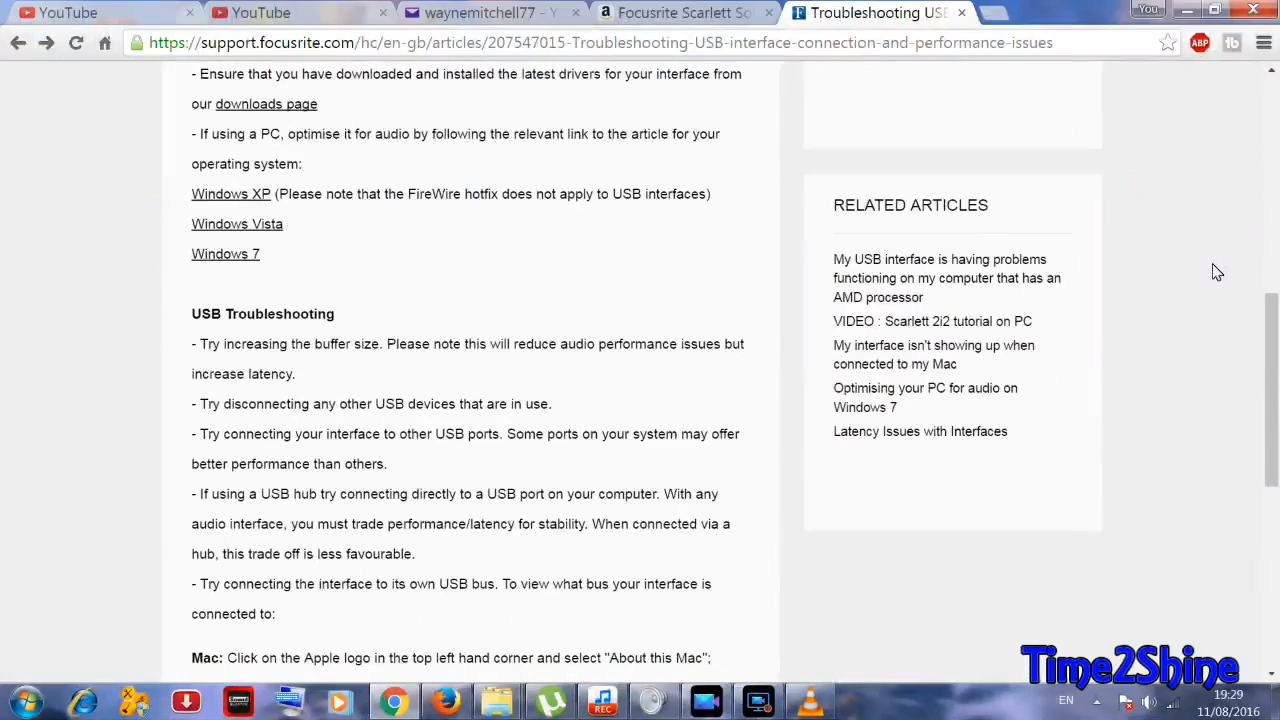 YouTube
YouTube
waynemitchell77 - Y
Focusrite Scarlett So
Troubleshooting USB
You
https://support.focusrite.com/hc/en-gb/articles/207547015-Troubleshooting-USB-interface-connection-and-performance-issues
ABP
- Ensure that you have downloaded and installed the latest drivers for your interface from
our downloads page
- If using a PC, optimise it for audio by following the relevant link to the article for your
operating system:
Windows XP (Please note that the FireWire hotfix does not apply to USB interfaces)
Windows Vista
Windows 7
USB Troubleshooting
- Try increasing the buffer size. Please note this will reduce audio performance issues but
increase latency.
- Try disconnecting any other USB devices that are in use.
- Try connecting your interface to other USB ports. Some ports on your system may offer
better performance than others.
- If using a USB hub try connecting directly to a USB port on your computer. With any
audio interface, you must trade performance/latency for stability. When connected via a
hub, this trade off is less favourable.
- Try connecting the interface to its own USB bus. To view what bus your interface is
connected to:
Mac: Click on the Apple logo in the top left hand corner and select "About this Mac";
RELATED ARTICLES
My USB interface is having problems
functioning on my computer that has an
AMD processor
VIDEO : Scarlett 2i2 tutorial on PC
My interface isn't showing up when
connected to my Mac
Optimising your PC for audio on
Windows 7
Latency Issues with Interfaces
Time2Shine
REC
EN
19:29
11/08/2016